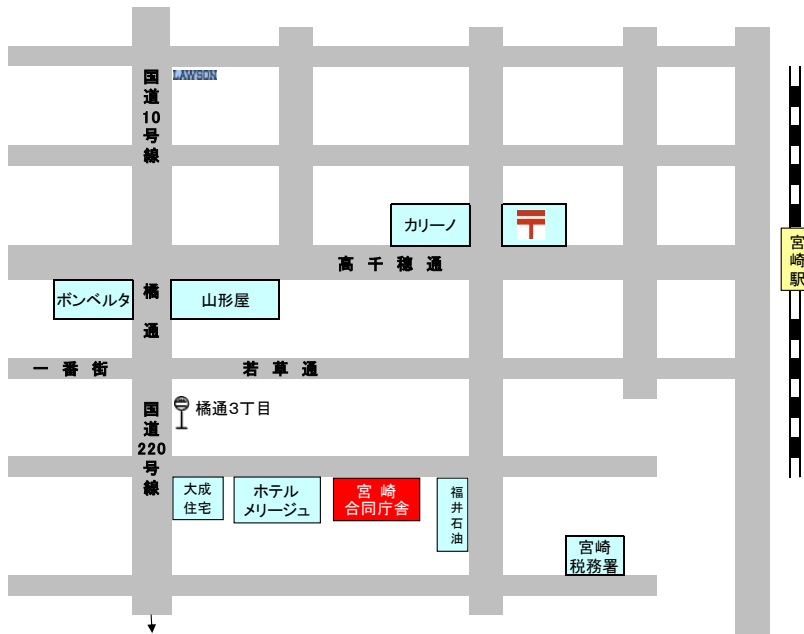 国道10号線
LAWSON
カリーノ
高千穂通
宮崎駅
ボンベルタ
橘通
山形屋
一番街
若草通
国道220号線
橘通3丁目
大成
住宅
ホテル
メリージュ
宮崎
合同庁舎
福井石油
宮崎
税務署